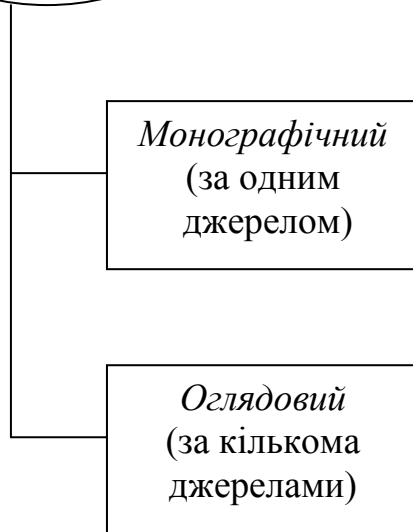 Монографічний
(за одним
джерелом)
Оглядовий
(за кількома
джерелами)